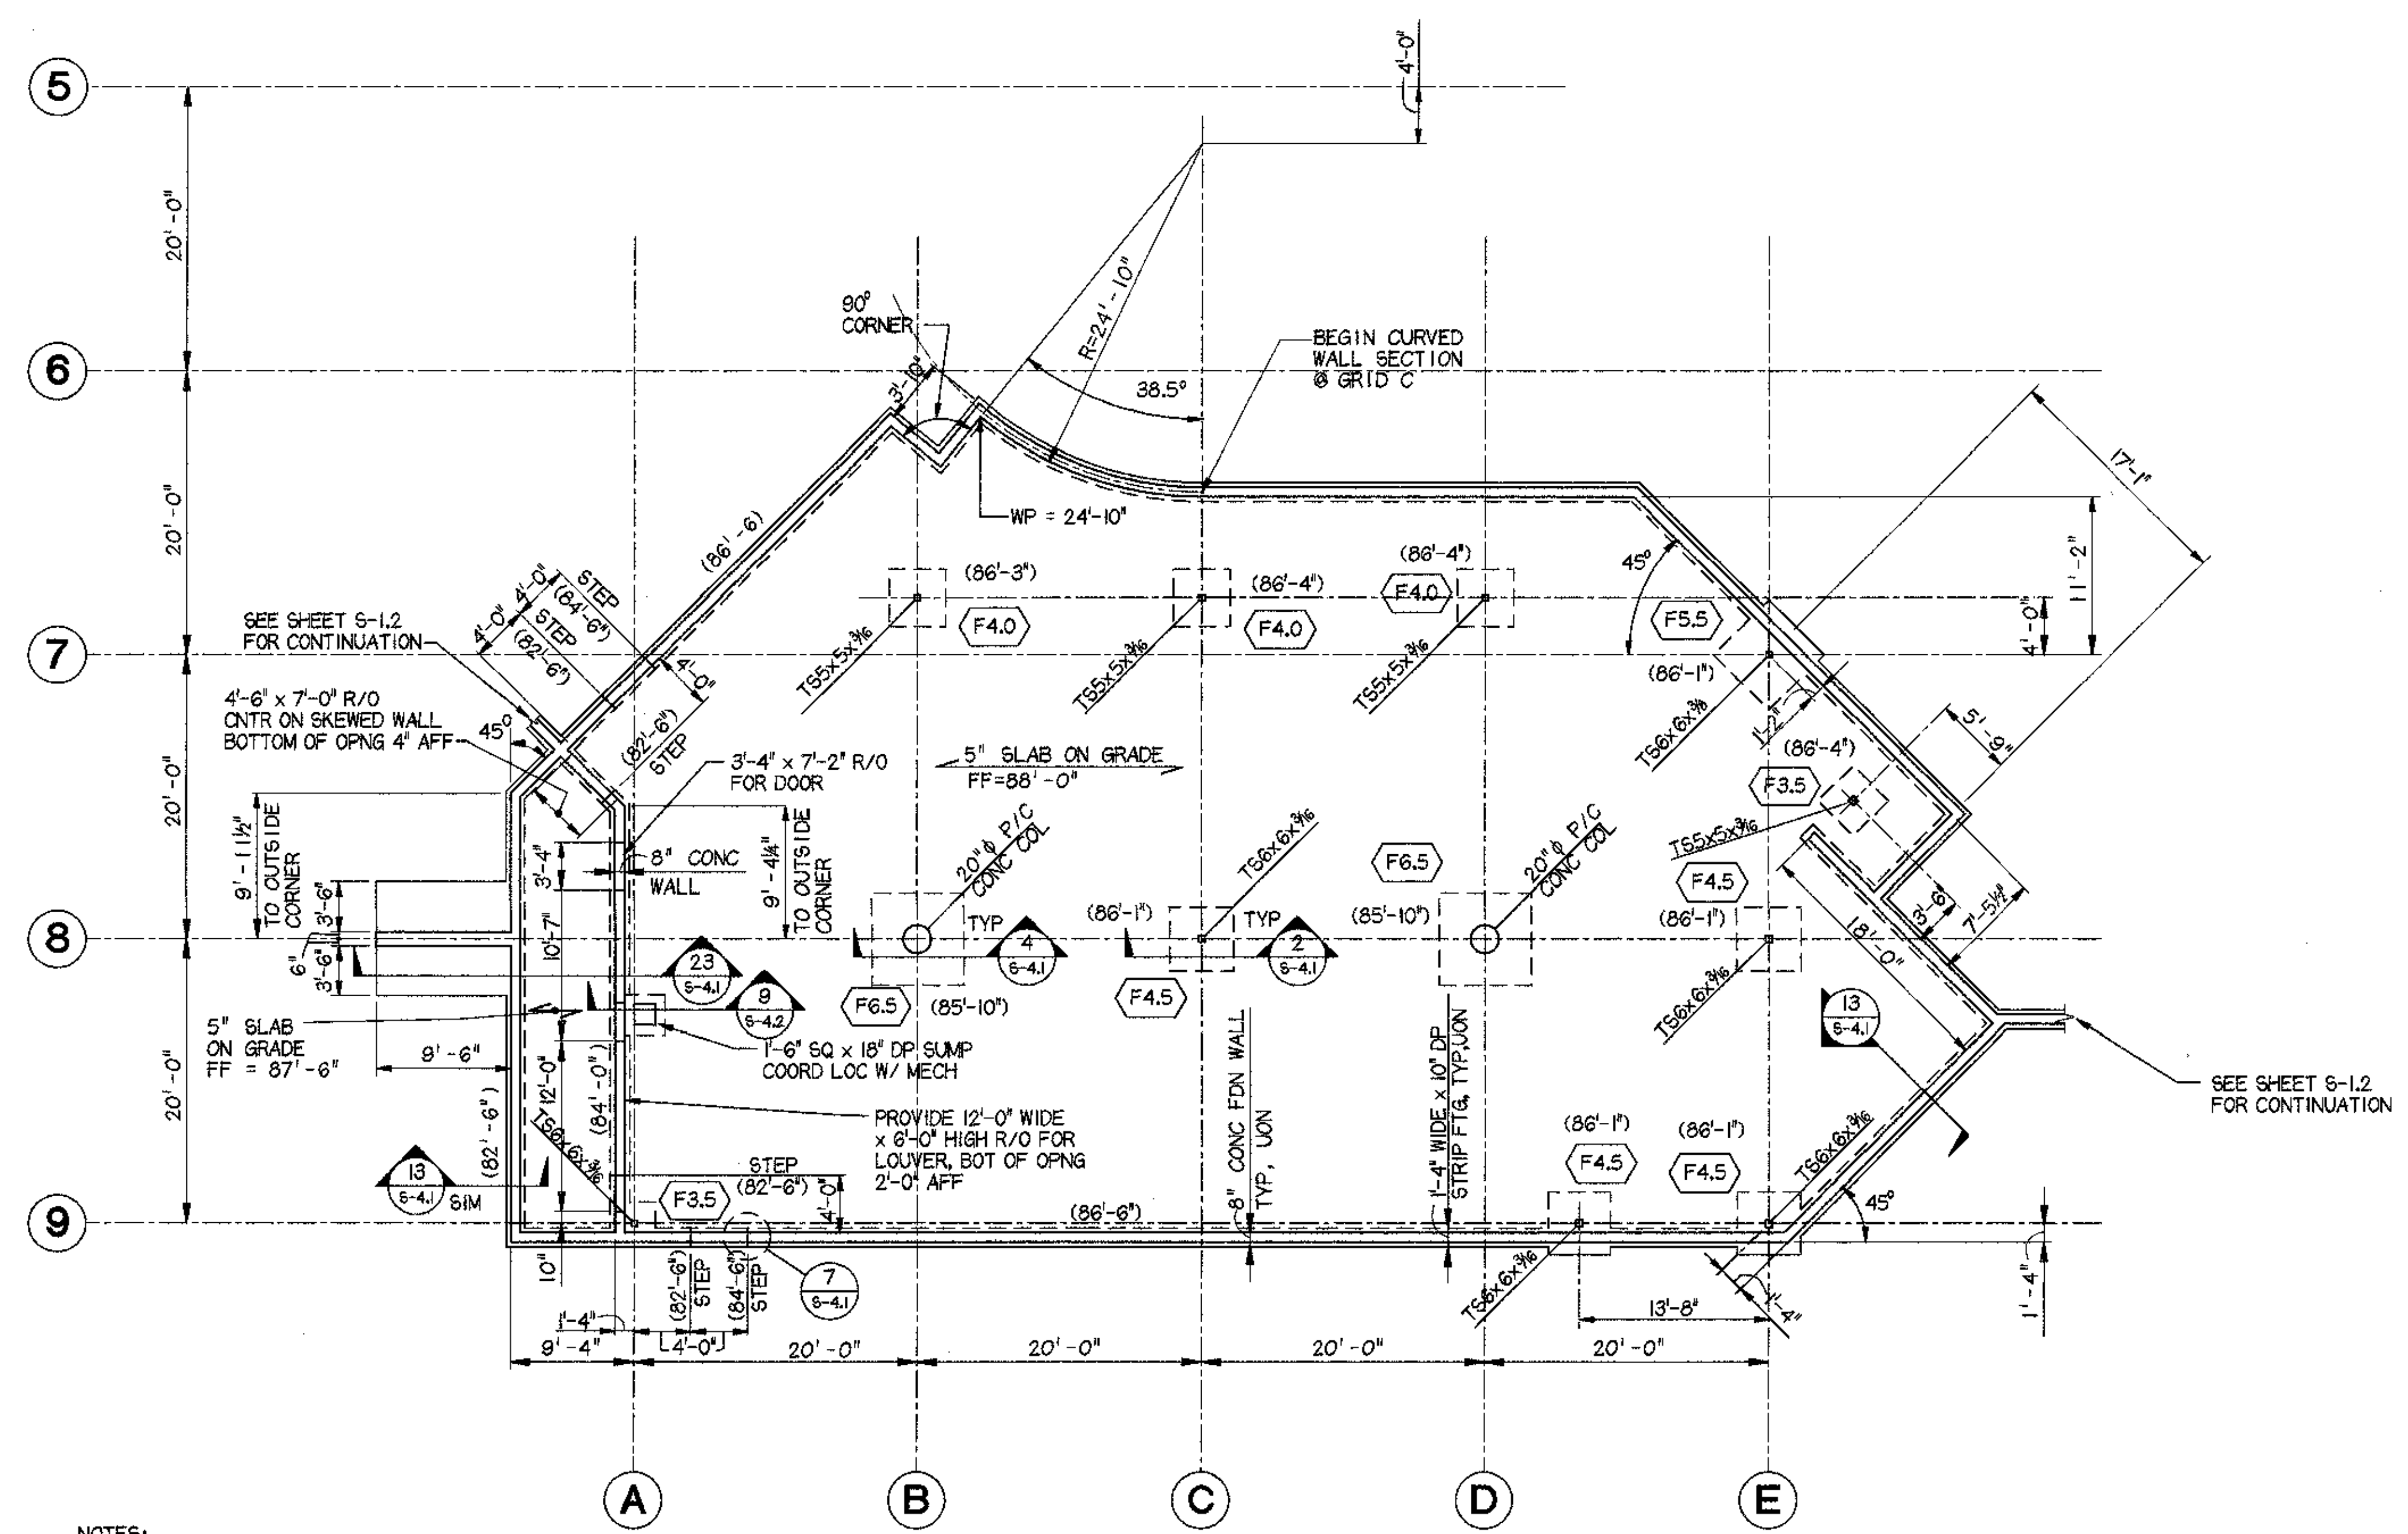 4'-0"
5
20'-0"
90°
CORNER
3'-10"
R=24'-10"
38.5°
BEGIN CURVED
WALL SECTION
@ GRID C
6
17'-1"
20'-0"
WP = 24'-10"
(86'-6)
11'-2"
45°
4'-0"
4'-0"
4'-0"
STEP
(84'-6")
STEP
(82'-6")
(86'-3")
F4.0
(86'-4")
F4.0
(86'-4")
F4.0
F5.5
(86'-1")
SEE SHEET S-1.2
FOR CONTINUATION
7
TS5x5x3/16
TS5x5x3/16
TS5x5x3/16
TS6x6x3/8
1'-2"
5'-9"
4'-6" x 7'-0" R/O
CNTR ON SKEWED WALL
BOTTOM OF OPNG 4" AFF
45°
4'-0"
(82'-6")
STEP
3'-4" x 7'-2" R/O
FOR DOOR
5" SLAB ON GRADE
FF=88'-0"
(86'-4")
F3.5
TS5x5x3/16
20'-0"
9'-11½"
TO OUTSIDE
CORNER
3'-4"
8" CONC
WALL
9'-4¼"
TO OUTSIDE
CORNER
20"ϕ P/C
CONC COL
TS6x6x3/16
F6.5
20"ϕ P/C
CONC COL
F4.5
3'-6"
7'-5½"
18'-0"
8
3'-6"
6"
3'-6"
10'-7"
TYP
4
S-4.1
(86'-1")
TYP
2
S-4.1
(85'-10")
(86'-1")
23
S-4.1
9
S-4.2
F6.5
(85'-10")
F4.5
TS6x6x3/16
13
S-4.1
5" SLAB
ON GRADE
FF = 87'-6"
9'-6"
1'-6" SQ x 18" DP SUMP
COORD LOC W/ MECH
20'-0"
12'-0"
(82'-6")
(84'-0")
TS6x6x3/16
PROVIDE 12'-0" WIDE
x 6'-0" HIGH R/O FOR
LOUVER, BOT OF OPNG
2'-0" AFF
8" CONC FDN WALL
TYP, UON
1'-4" WIDE x 10" DP
STRIP FTG, TYP,UON
SEE SHEET S-1.2
FOR CONTINUATION
(86'-1")
F4.5
(86'-1")
F4.5
TS6x6x3/16
13
S-4.1
SIM
STEP
(82'-6")
4'-0"
F3.5
(86'-6")
45°
9
10"
(82'-6")
STEP
(84'-6")
STEP
7
S-4.1
TS6x6x3/16
13'-8"
1'-4"
1'-4"
1'-4"
4'-0"
9'-4"
20'-0"
20'-0"
20'-0"
20'-0"
A
B
C
D
E
NOTES: